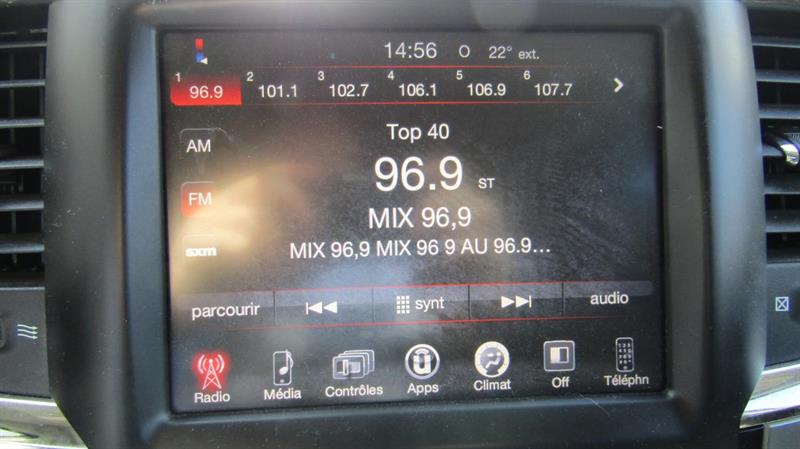 14:56 O 22° ext.
1 96.9 2 101.1 3 102.7 4 106.1 5 106.9 6 107.7
Top 40
AM
96.9 ST
FM
MIX 96,9
sxm
MIX 96,9 MIX 96 9 AU 96.9...
parcourir synt audio
Radio Média Contrôles Apps Climat Off Téléphn